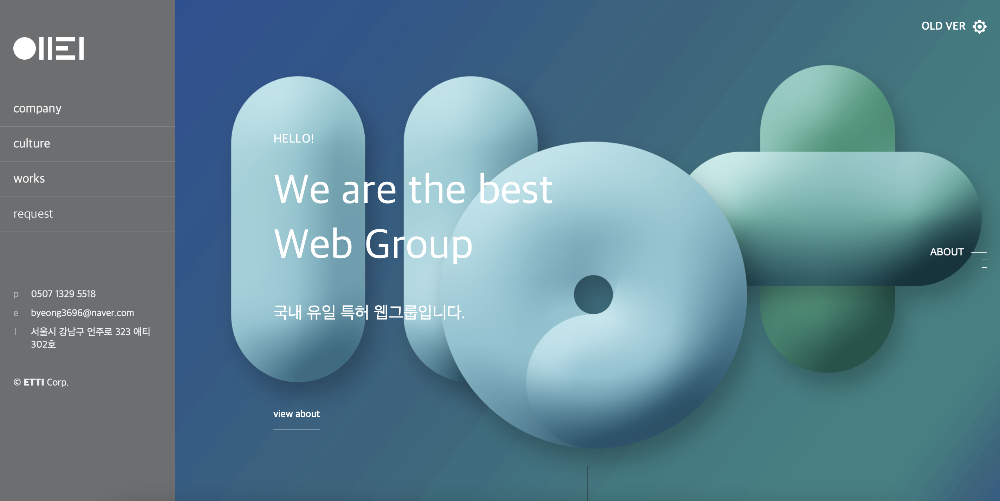 company
culture
works
request
p 0507 1329 5518
e byeong3696@naver.com
l 서울시 강남구 언주로 323 애티
302호
© ETTI Corp.
OLD VER
HELLO!
We are the best
Web Group
국내 유일 특허 웹그룹입니다.
view about
ABOUT